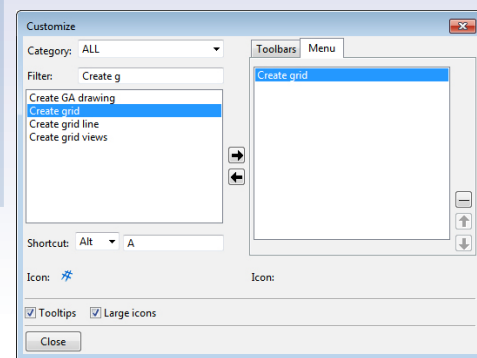 Customize
Category: ALL
Filter: Create g
Create GA drawing
Create grid
Create grid line
Create grid views
Shortcut: Alt A
Icon:
Toolbars Menu
Create grid
Icon:
Tooltips Large icons
Close